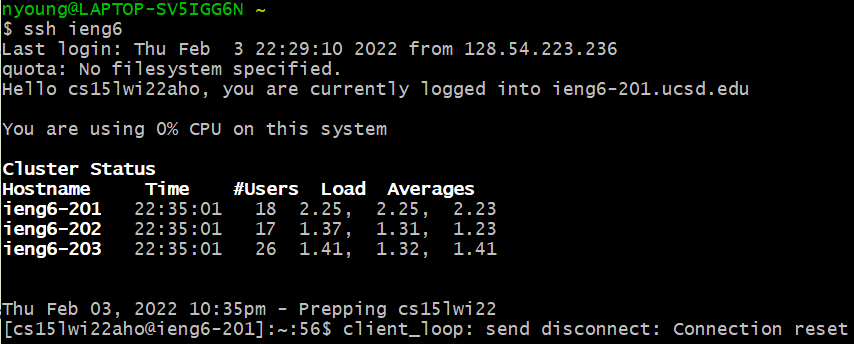 nyoung@LAPTOP-SV5IGG6N ~
$ ssh ieng6
Last login: Thu Feb  3 22:29:10 2022 from 128.54.223.236
quota: No filesystem specified.
Hello cs15lwi22aho, you are currently logged into ieng6-201.ucsd.edu
You are using 0% CPU on this system
Cluster Status
Hostname     Time    #Users  Load  Averages
ieng6-201   22:35:01   18  2.25,  2.25,  2.23
ieng6-202   22:35:01   17  1.37,  1.31,  1.23
ieng6-203   22:35:01   26  1.41,  1.32,  1.41
Thu Feb 03, 2022 10:35pm - Prepping cs15lwi22
[cs15lwi22aho@ieng6-201]:~:56$ client_loop: send disconnect: Connection reset